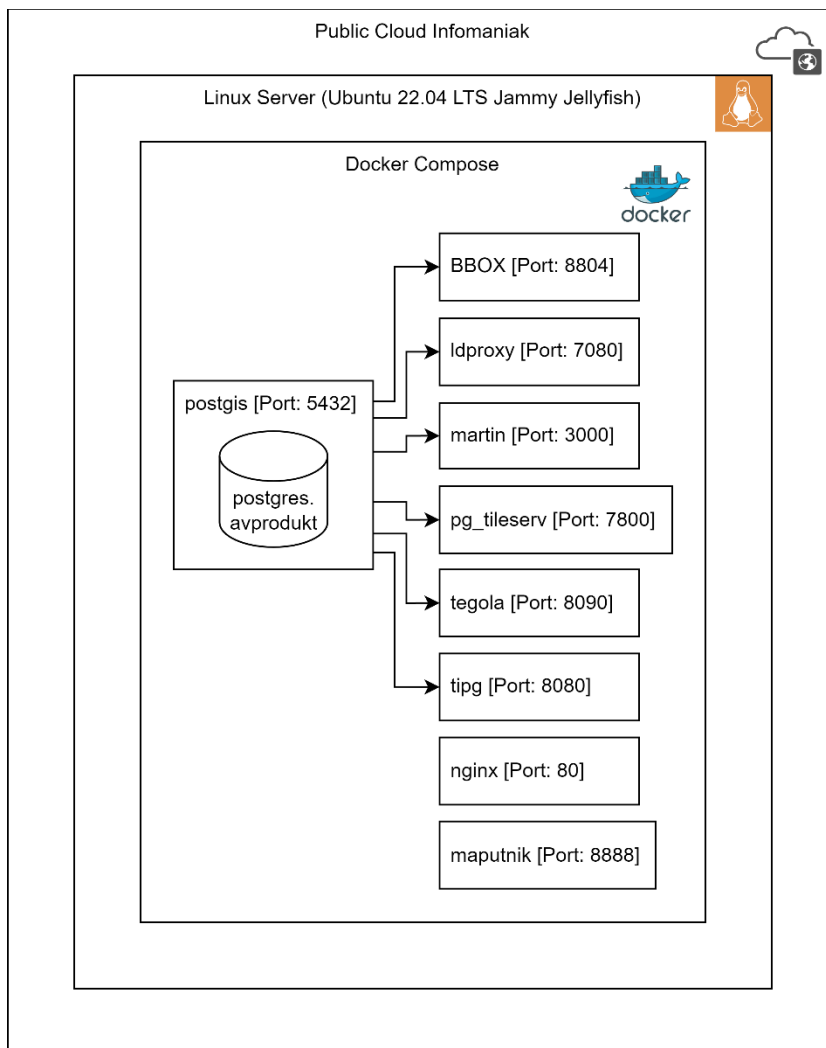 Public Cloud Infomaniak
Linux Server (Ubuntu 22.04 LTS Jammy Jellyfish)
Docker Compose
docker
BBOX [Port: 8804]
ldproxy [Port: 7080]
postgis [Port: 5432]
martin [Port: 3000]
postgres.
avprodukt
pg_tileserv [Port: 7800]
tegola [Port: 8090]
tipg [Port: 8080]
nginx [Port: 80]
maputnik [Port: 8888]